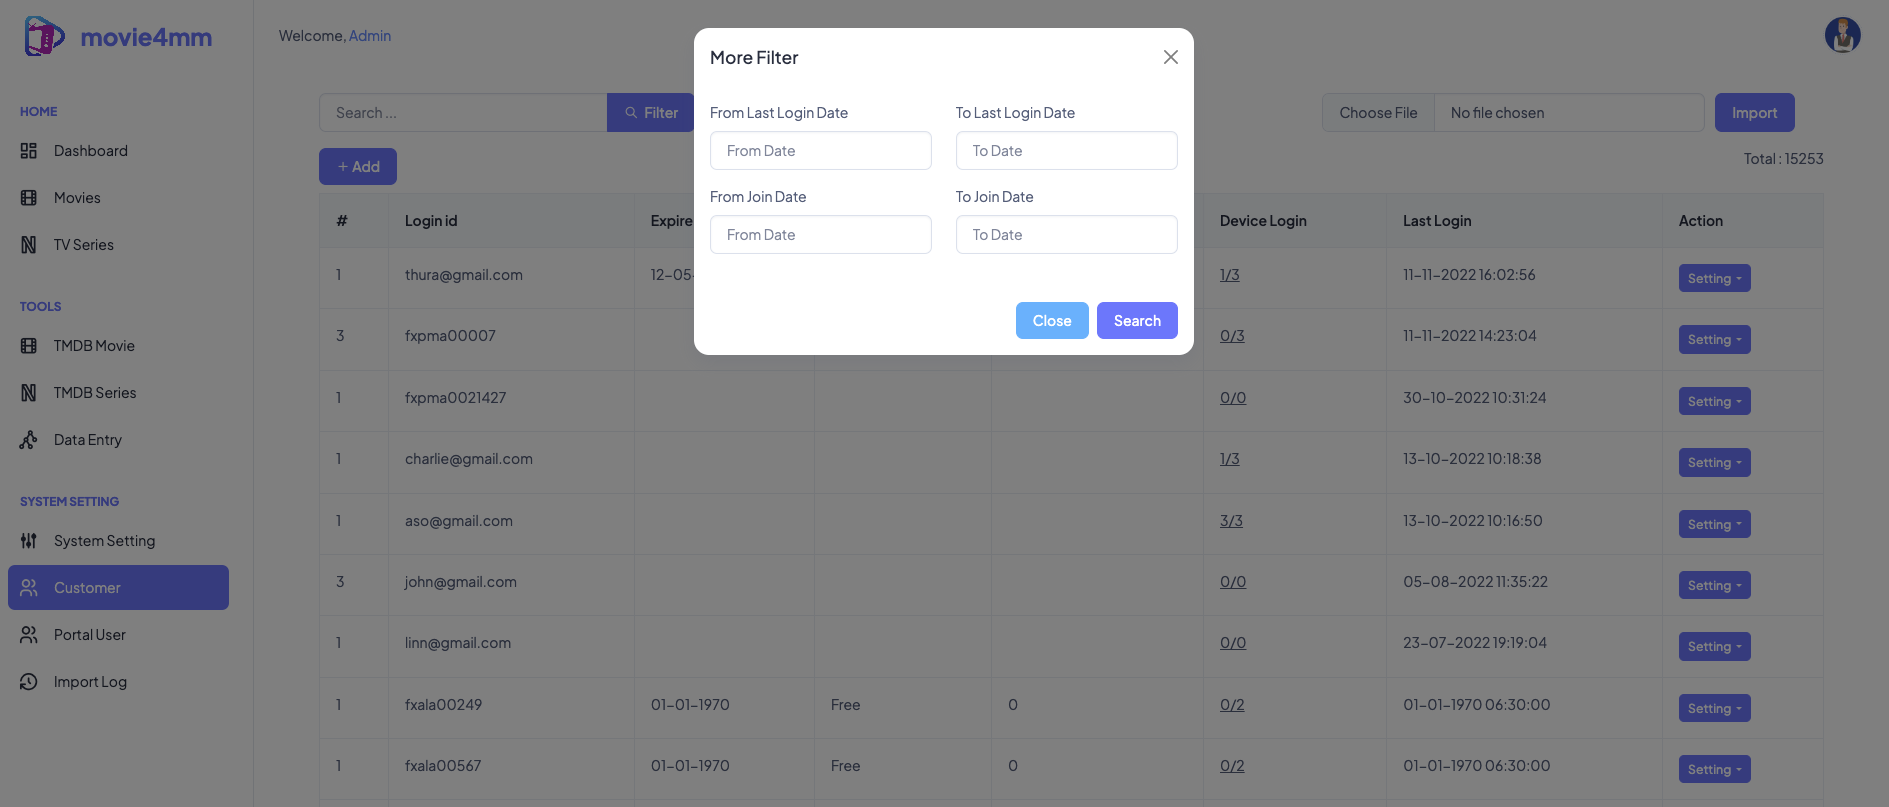 movie4mm
Welcome, Admin
HOME
Dashboard
Movies
TV Series
TOOLS
TMDB Movie
TMDB Series
Data Entry
SYSTEM SETTING
System Setting
Customer
Portal User
Import Log
Search ...
Filter
Choose File No file chosen
Import
+ Add
Total : 15253
More Filter
From Last Login Date To Last Login Date
From Date To Date
From Join Date To Join Date
From Date To Date
Close Search
# Login id Expire Device Login Last Login Action
1 thura@gmail.com 12-05- 1/3 11-11-2022 16:02:56 Setting
3 fxpma00007 0/3 11-11-2022 14:23:04 Setting
1 fxpma0021427 0/0 30-10-2022 10:31:24 Setting
1 charlie@gmail.com 1/3 13-10-2022 10:18:38 Setting
1 aso@gmail.com 3/3 13-10-2022 10:16:50 Setting
3 john@gmail.com 0/0 05-08-2022 11:35:22 Setting
1 linn@gmail.com 0/0 23-07-2022 19:19:04 Setting
1 fxala00249 01-01-1970 Free 0 0/2 01-01-1970 06:30:00 Setting
1 fxala00567 01-01-1970 Free 0 0/2 01-01-1970 06:30:00 Setting